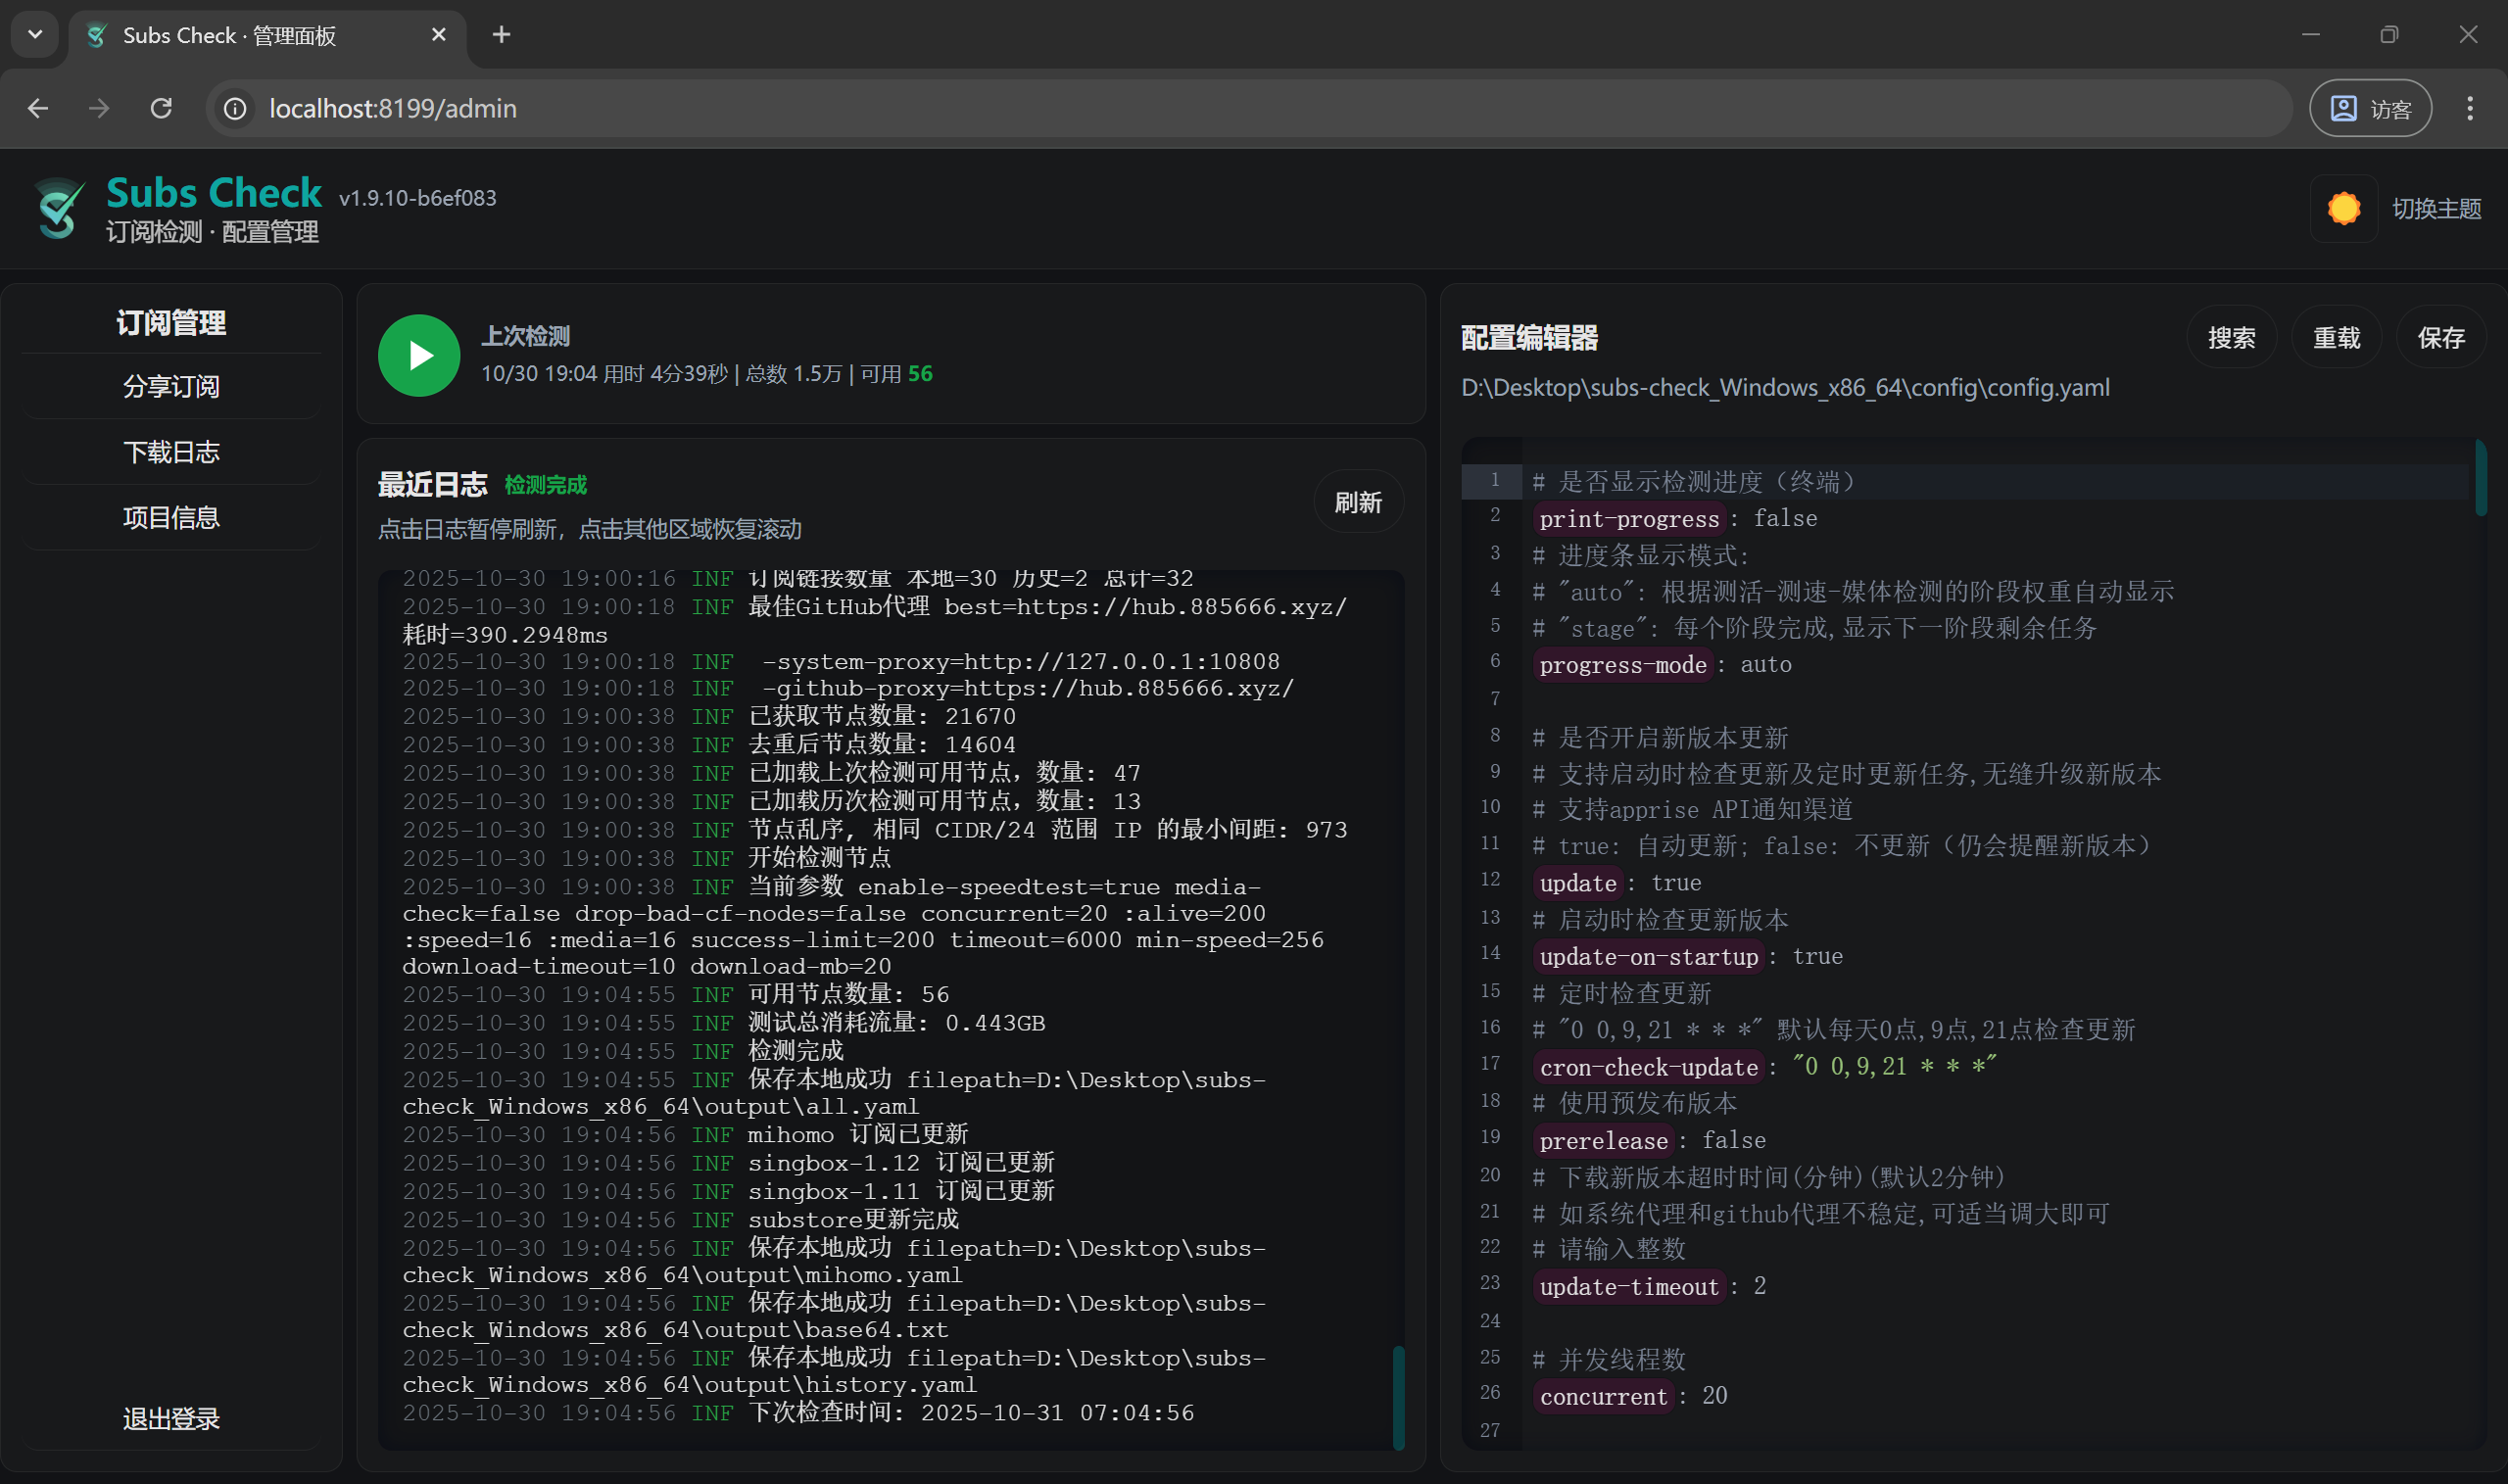 Subs Check · 管理面板
localhost:8199/admin
访客
Subs Check v1.9.10-b6ef083
订阅检测 · 配置管理
切换主题
订阅管理
分享订阅
下载日志
项目信息
退出登录
上次检测
10/30 19:04 用时 4分39秒 | 总数 1.5万 | 可用 56
最近日志 检测完成
点击日志暂停刷新，点击其他区域恢复滚动
刷新
2025-10-30 19:00:16 INF 订阅链接数量 本地=30 历史=2 总计=32
2025-10-30 19:00:18 INF 最佳GitHub代理 best=https://hub.885666.xyz/
耗时=390.2948ms
2025-10-30 19:00:18 INF  -system-proxy=http://127.0.0.1:10808
2025-10-30 19:00:18 INF  -github-proxy=https://hub.885666.xyz/
2025-10-30 19:00:38 INF 已获取节点数量: 21670
2025-10-30 19:00:38 INF 去重后节点数量: 14604
2025-10-30 19:00:38 INF 已加载上次检测可用节点，数量: 47
2025-10-30 19:00:38 INF 已加载历次检测可用节点，数量: 13
2025-10-30 19:00:38 INF 节点乱序, 相同 CIDR/24 范围 IP 的最小间距: 973
2025-10-30 19:00:38 INF 开始检测节点
2025-10-30 19:00:38 INF 当前参数 enable-speedtest=true media-
check=false drop-bad-cf-nodes=false concurrent=20 :alive=200
:speed=16 :media=16 success-limit=200 timeout=6000 min-speed=256
download-timeout=10 download-mb=20
2025-10-30 19:04:55 INF 可用节点数量: 56
2025-10-30 19:04:55 INF 测试总消耗流量: 0.443GB
2025-10-30 19:04:55 INF 检测完成
2025-10-30 19:04:55 INF 保存本地成功 filepath=D:\Desktop\subs-
check_Windows_x86_64\output\all.yaml
2025-10-30 19:04:56 INF mihomo 订阅已更新
2025-10-30 19:04:56 INF singbox-1.12 订阅已更新
2025-10-30 19:04:56 INF singbox-1.11 订阅已更新
2025-10-30 19:04:56 INF substore更新完成
2025-10-30 19:04:56 INF 保存本地成功 filepath=D:\Desktop\subs-
check_Windows_x86_64\output\mihomo.yaml
2025-10-30 19:04:56 INF 保存本地成功 filepath=D:\Desktop\subs-
check_Windows_x86_64\output\base64.txt
2025-10-30 19:04:56 INF 保存本地成功 filepath=D:\Desktop\subs-
check_Windows_x86_64\output\history.yaml
2025-10-30 19:04:56 INF 下次检查时间: 2025-10-31 07:04:56
配置编辑器
搜索 重载 保存
D:\Desktop\subs-check_Windows_x86_64\config\config.yaml
1 # 是否显示检测进度（终端）
2 print-progress: false
3 # 进度条显示模式:
4 # "auto": 根据测活-测速-媒体检测的阶段权重自动显示
5 # "stage": 每个阶段完成,显示下一阶段剩余任务
6 progress-mode: auto
7
8 # 是否开启新版本更新
9 # 支持启动时检查更新及定时更新任务,无缝升级新版本
10 # 支持apprise API通知渠道
11 # true: 自动更新; false: 不更新（仍会提醒新版本）
12 update: true
13 # 启动时检查更新版本
14 update-on-startup: true
15 # 定时检查更新
16 # "0 0,9,21 * * *" 默认每天0点,9点,21点检查更新
17 cron-check-update: "0 0,9,21 * * *"
18 # 使用预发布版本
19 prerelease: false
20 # 下载新版本超时时间(分钟)(默认2分钟)
21 # 如系统代理和github代理不稳定,可适当调大即可
22 # 请输入整数
23 update-timeout: 2
24
25 # 并发线程数
26 concurrent: 20
27